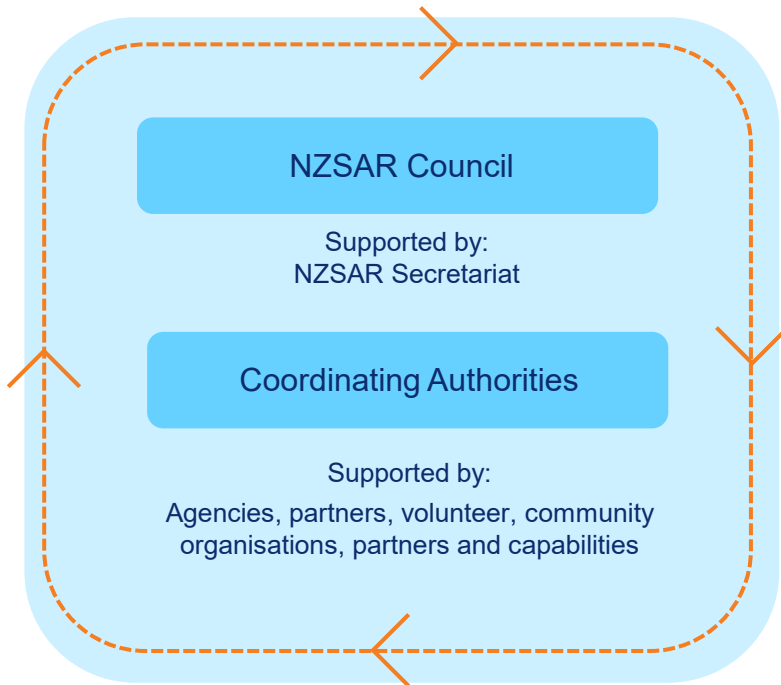 NZSAR Council
Supported by:
NZSAR Secretariat
Coordinating Authorities
Supported by:
Agencies, partners, volunteer, community
organisations, partners and capabilities